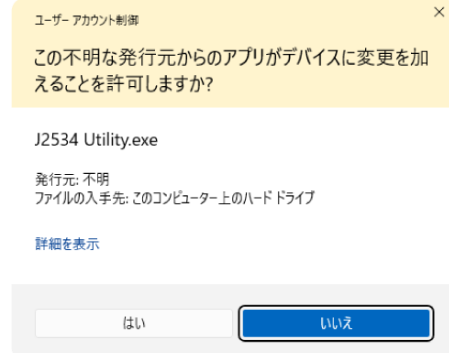 ユーザー アカウント制御
この不明な発行元からのアプリがデバイスに変更を加
えることを許可しますか?
J2534 Utility.exe
発行元: 不明
ファイルの入手先: このコンピューター上のハード ドライブ
詳細を表示
はい
いいえ